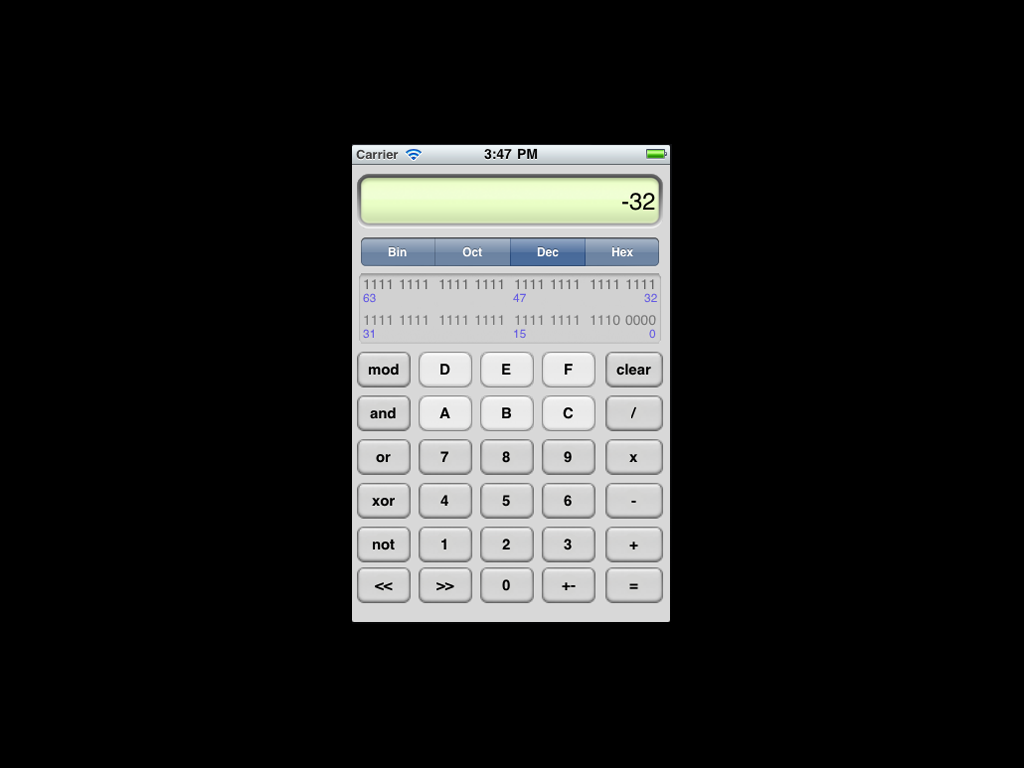 Carrier 3:47 PM
-32
Bin Oct Dec Hex
1111 1111 1111 1111 1111 1111 1111 1111
63 47 32
1111 1111 1111 1111 1111 1111 1110 0000
31 15 0
mod D E F clear
and A B C /
or 7 8 9 x
xor 4 5 6 -
not 1 2 3 +
<< >> 0 +- =